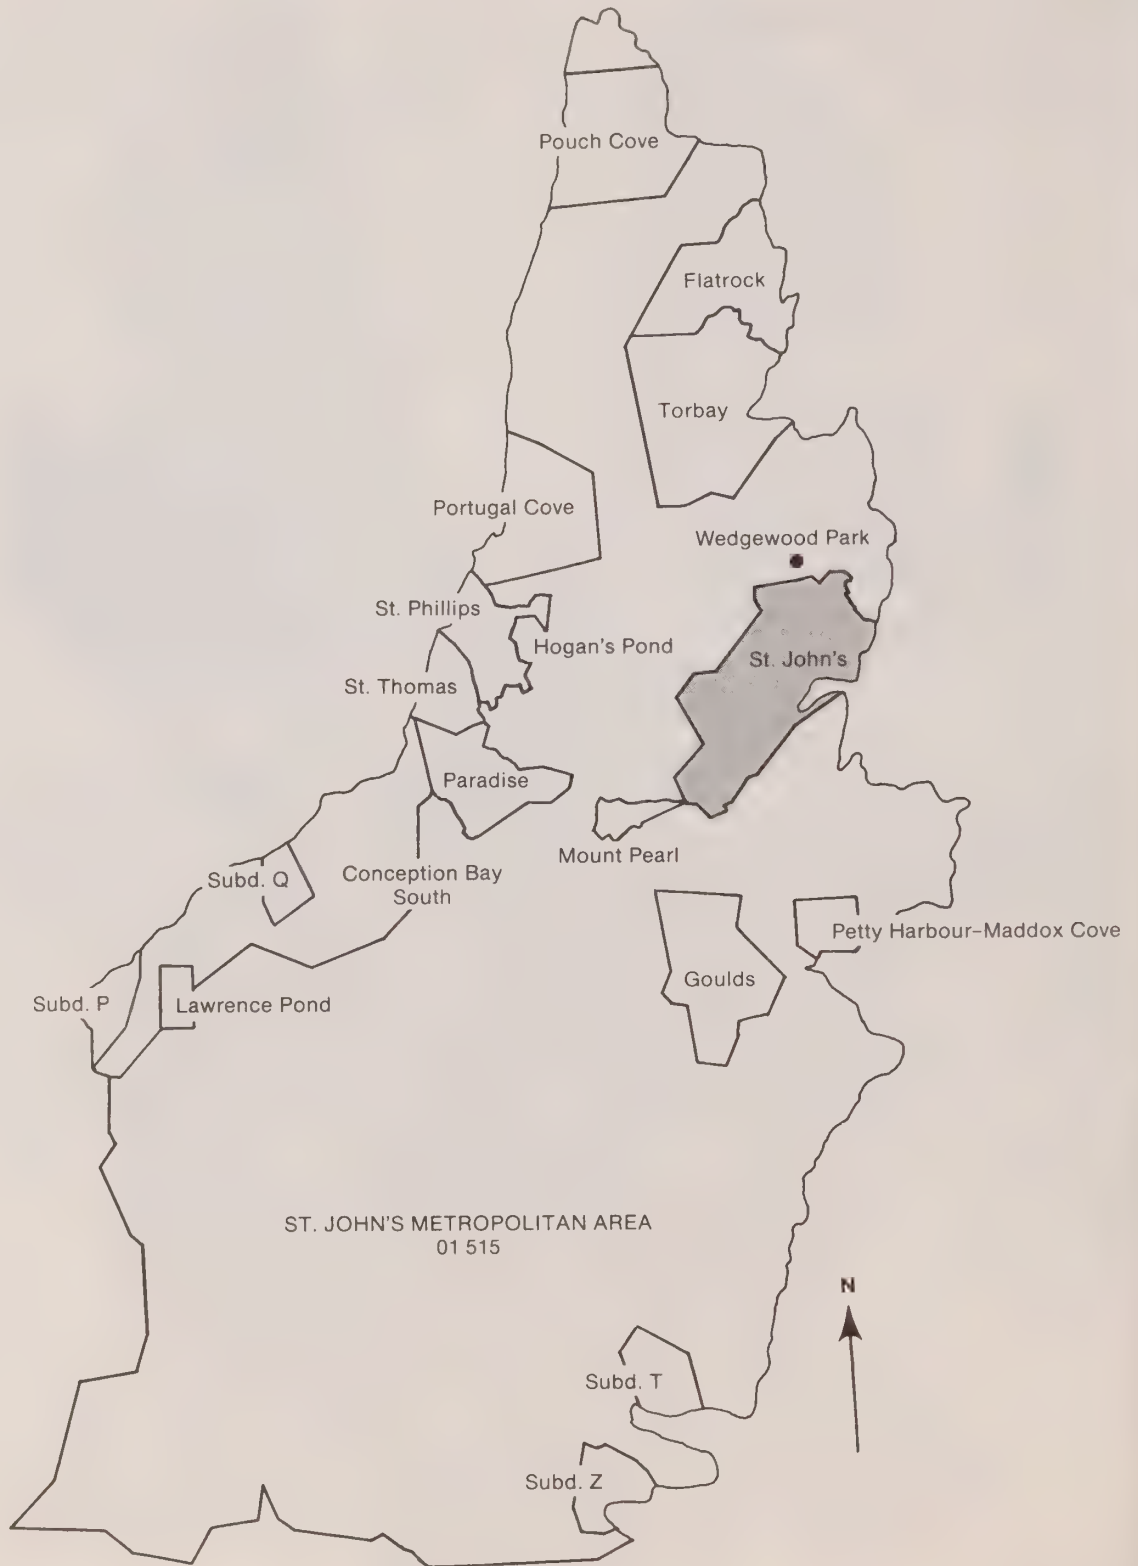 Pouch Cove
Flatrock
Torbay
Portugal Cove
Wedgewood Park
St. Phillips
Hogan's Pond
St. John's
St. Thomas
Paradise
Mount Pearl
Conception Bay
South
Subd. Q
Petty Harbour–Maddox Cove
Goulds
Subd. P
Lawrence Pond
ST. JOHN'S METROPOLITAN AREA
01 515
N
Subd. T
Subd. Z